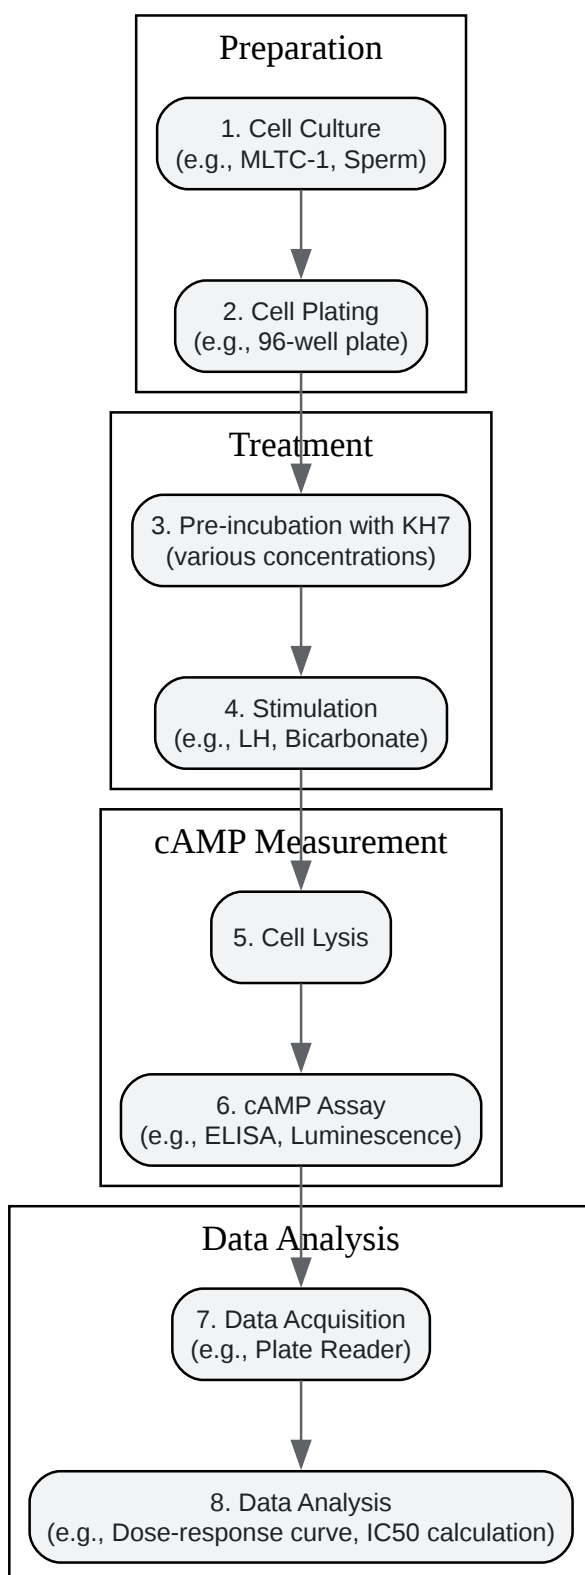 Preparation
1. Cell Culture
(e.g., MLTC-1, Sperm)
2. Cell Plating
(e.g., 96-well plate)
Treatment
3. Pre-incubation with KH7
(various concentrations)
4. Stimulation
(e.g., LH, Bicarbonate)
cAMP Measurement
5. Cell Lysis
6. cAMP Assay
(e.g., ELISA, Luminescence)
Data Analysis
7. Data Acquisition
(e.g., Plate Reader)
8. Data Analysis
(e.g., Dose-response curve, IC50 calculation)